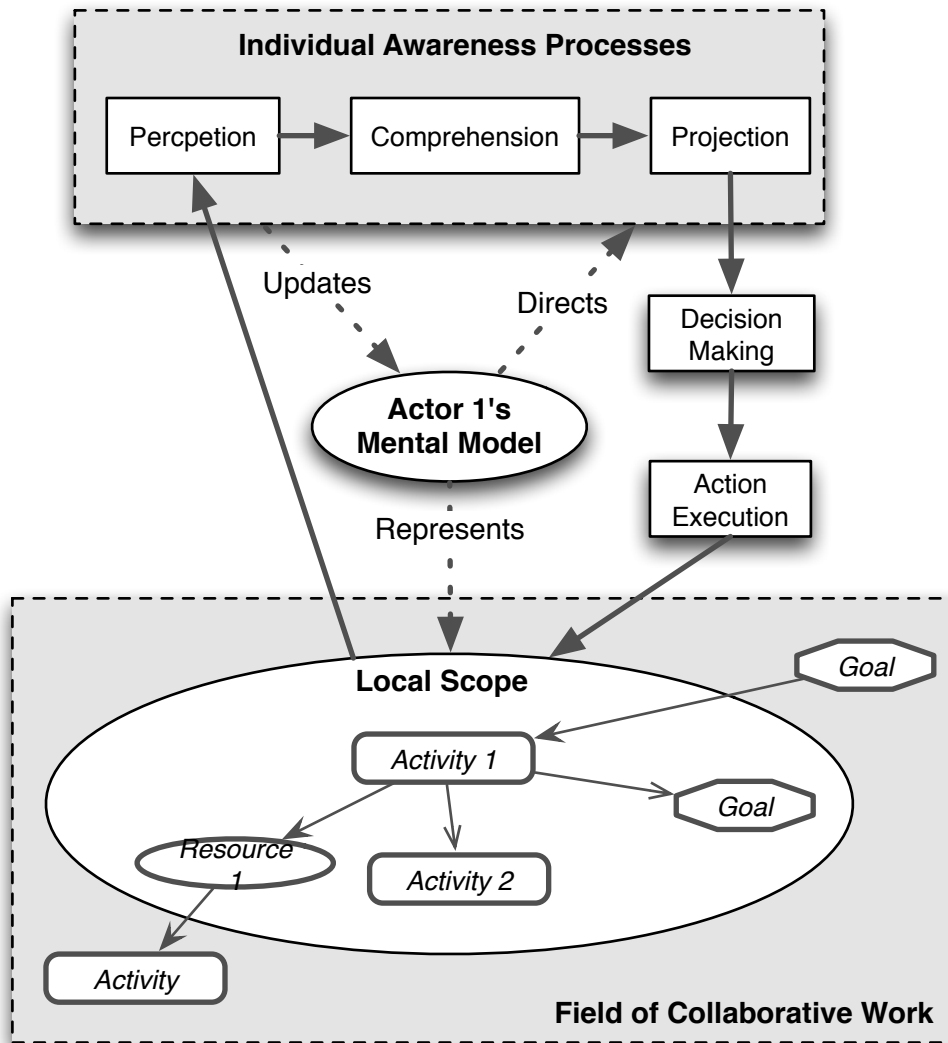 Individual Awareness Processes
Percpetion
Comprehension
Projection
Updates
Directs
Decision
Making
Actor 1's
Mental Model
Action
Execution
Represents
Goal
Local Scope
Activity 1
Goal
Resource
1
Activity 2
Activity
Field of Collaborative Work